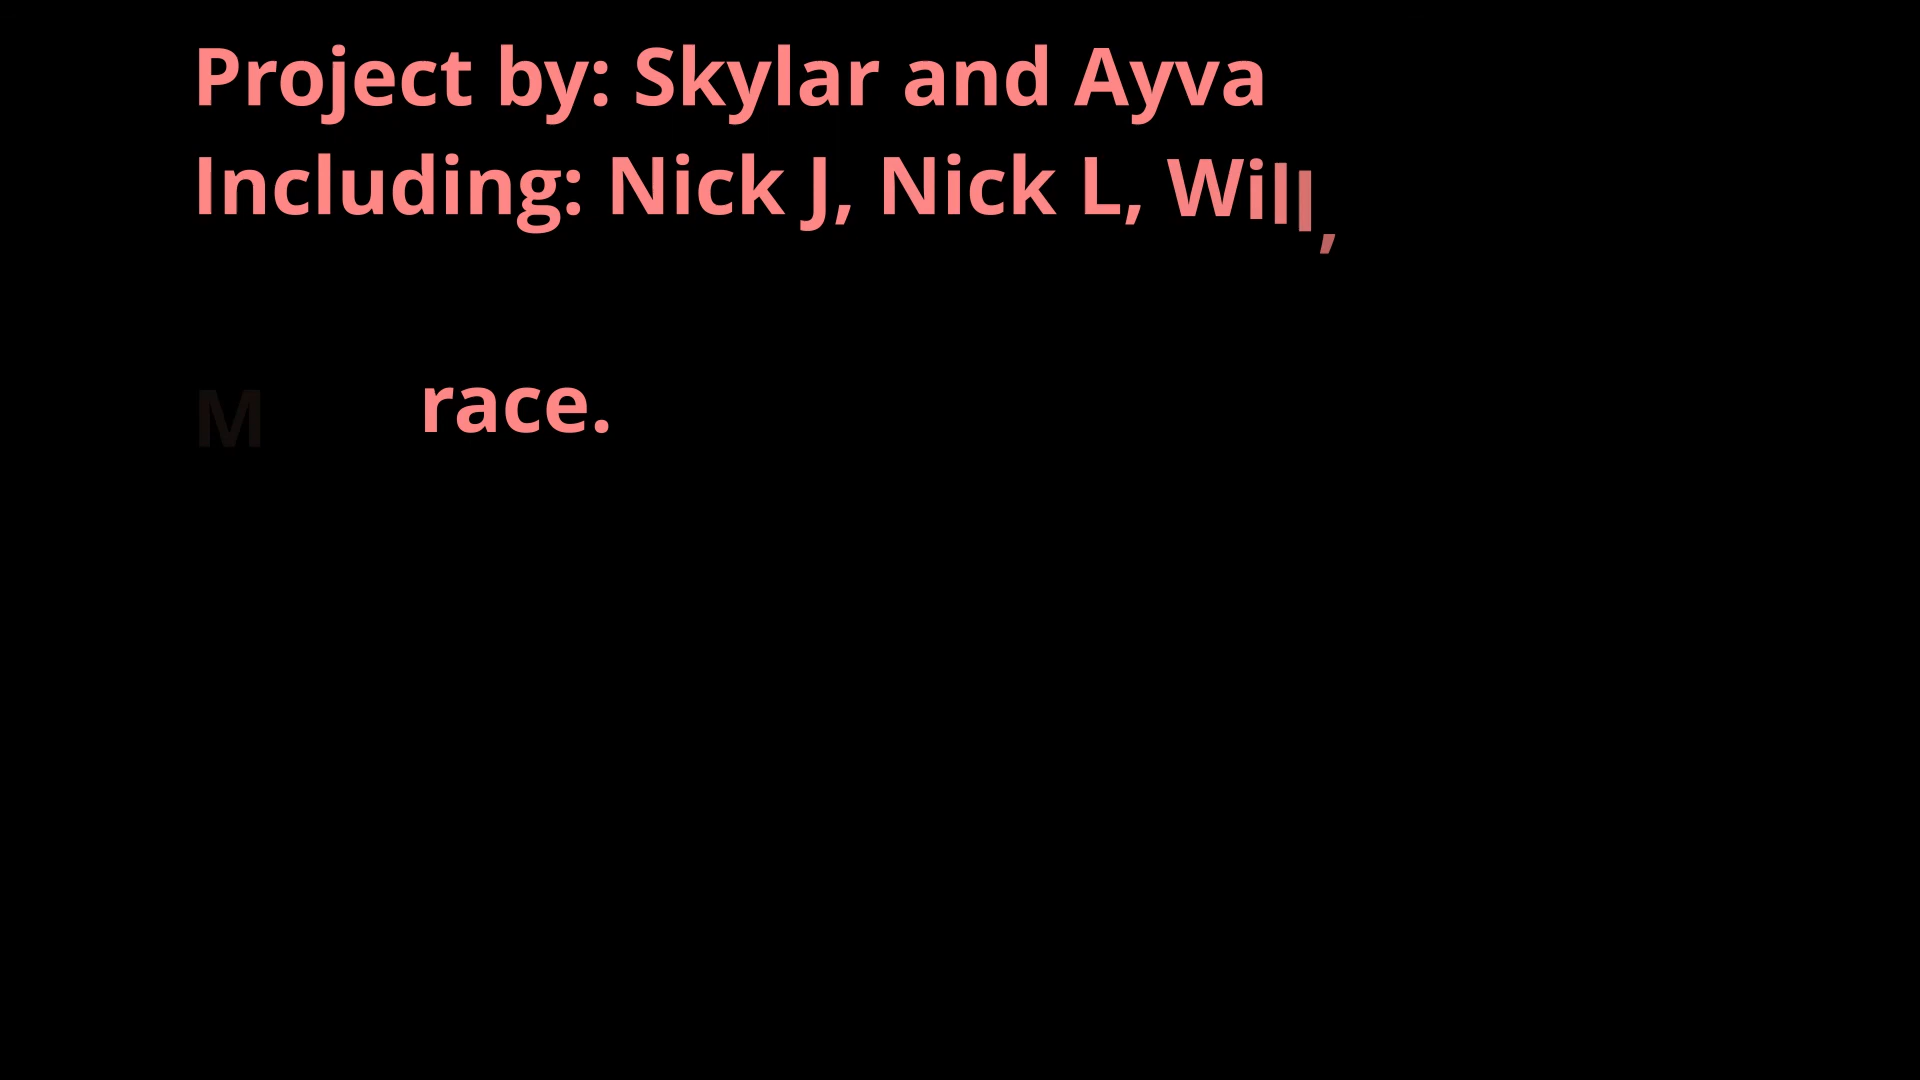 Project by: Skylar and Ayva
Including: Nick J, Nick L, Will,
M race.